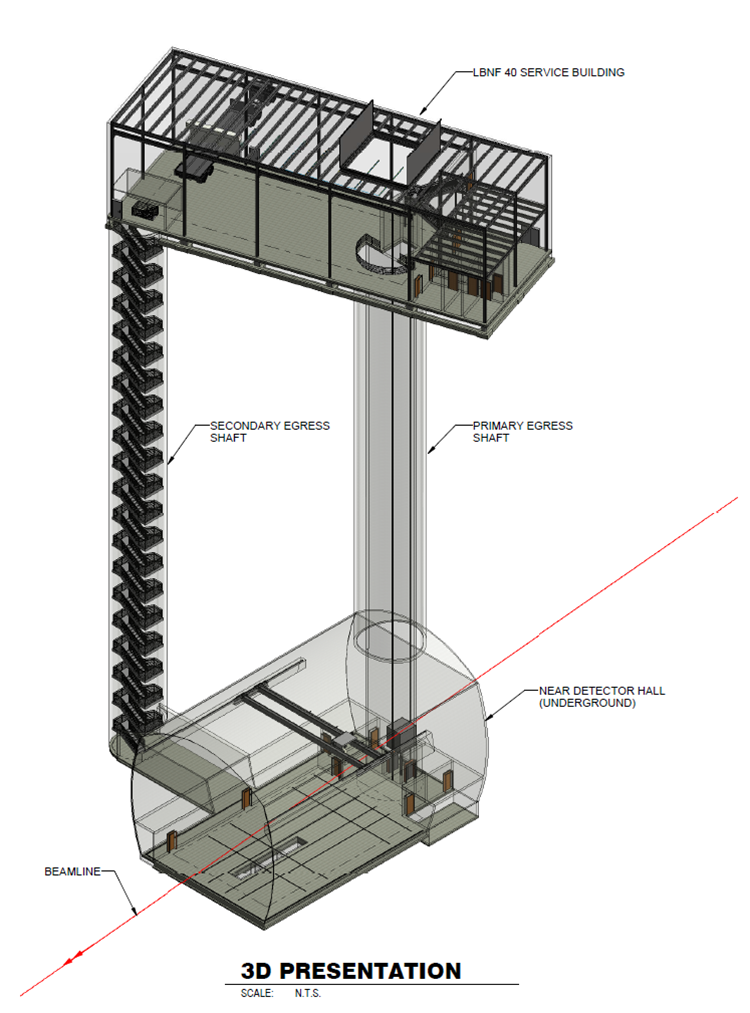 LBNF 40 SERVICE BUILDING
SECONDARY EGRESS
SHAFT
PRIMARY EGRESS
SHAFT
NEAR DETECTOR HALL
(UNDERGROUND)
BEAMLINE
3D PRESENTATION
SCALE: N.T.S.